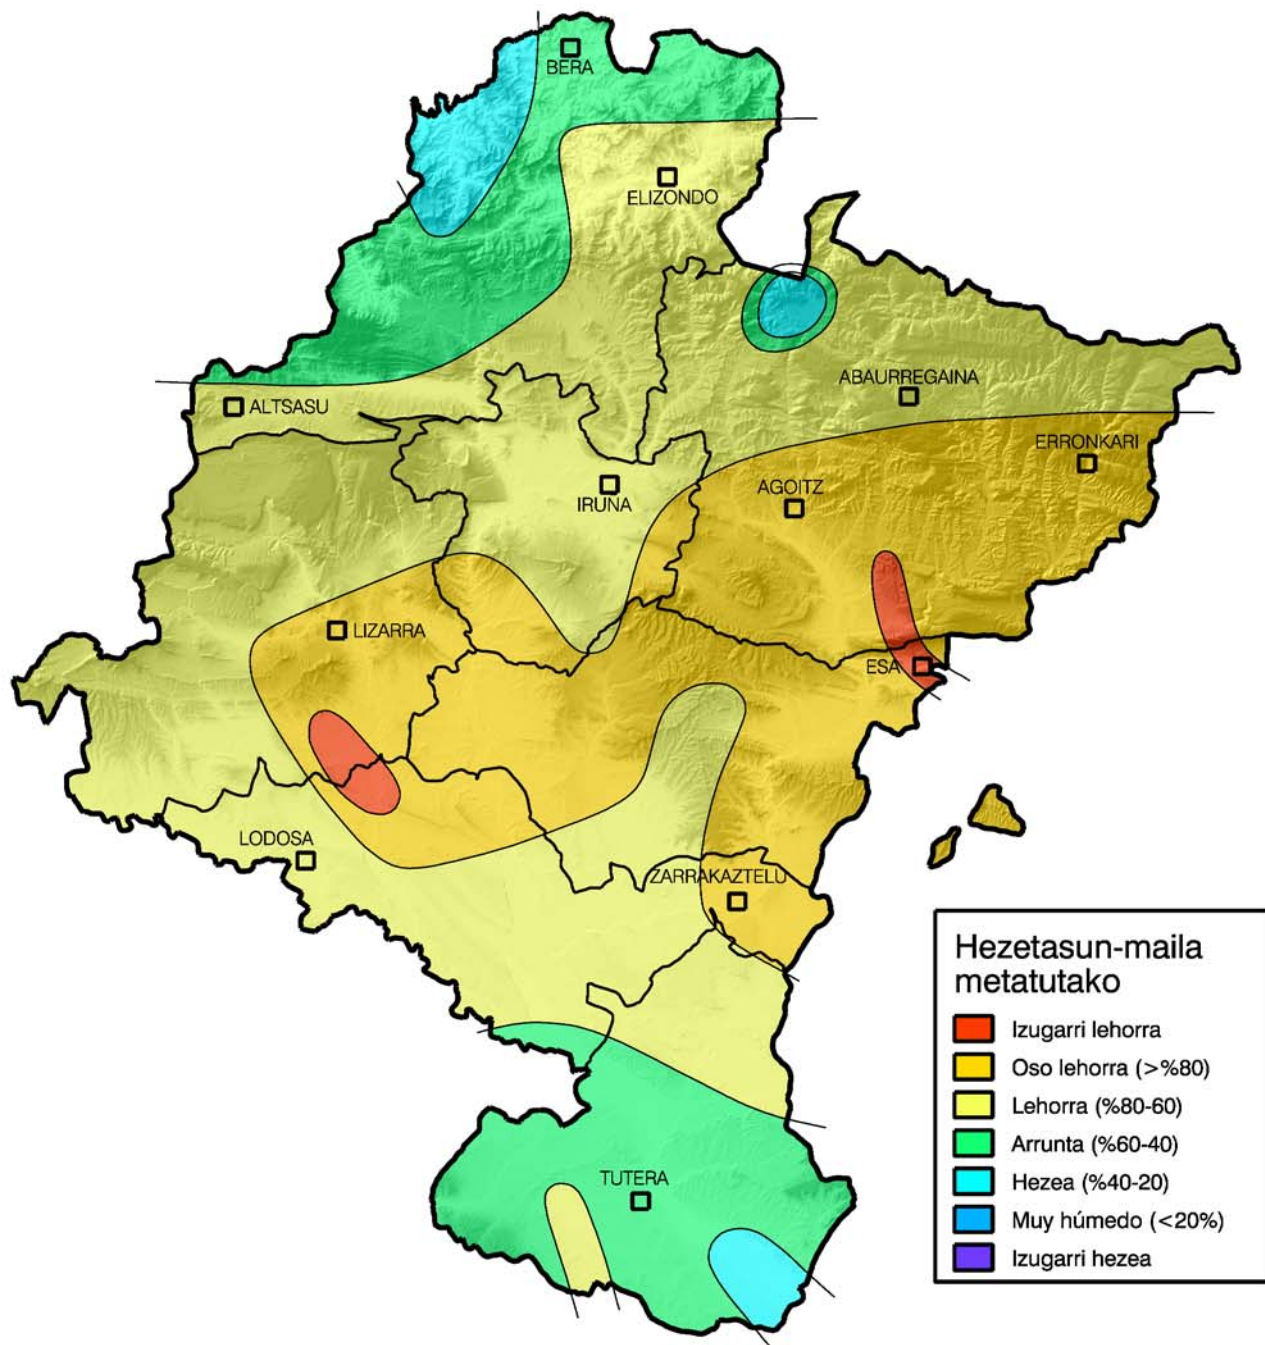 BERA
ELIZONDO
ABAURREGAINA
ALTSASU
ERRONKARI
IRUNA
AGOITZ
LIZARRA
ESA
LODOSA
ZARRAKAZTELU
TUTERA
Hezetasun-maila
metatutako
Izugarri lehorra
Oso lehorra (>%80)
Lehorra (%80-60)
Arrunta (%60-40)
Hezea (%40-20)
Muy húmedo (<20%)
Izugarri hezea